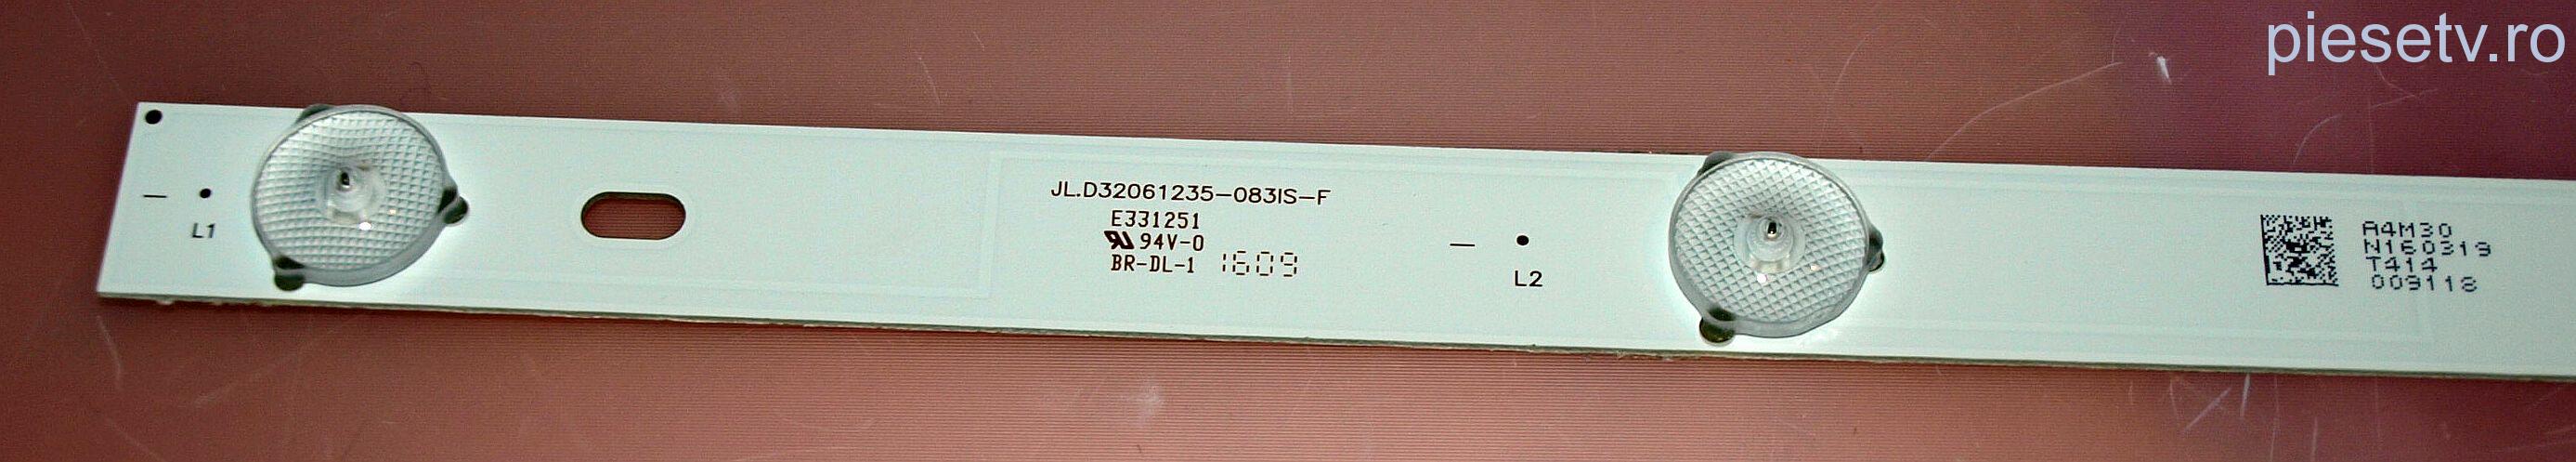 piesetv.ro
L1
JL.D32061235-083IS-F
E331251
94V-0
BR-DL-1 1609
L2
A4M30
N160319
T414
009118